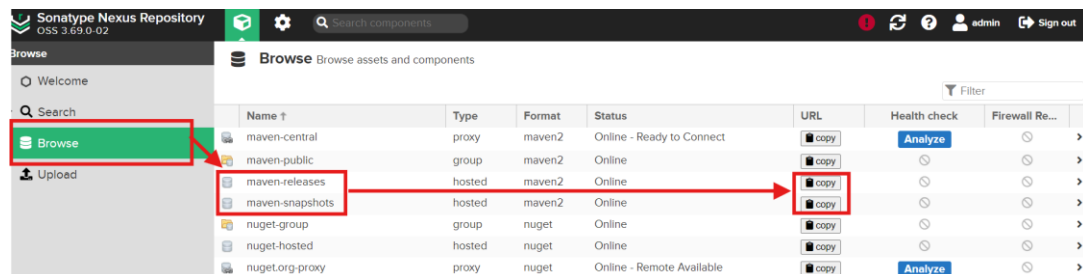 Sonatype Nexus Repository
OSS 3.69.0-02
Search components
admin
Sign out
Browse
Browse Browse assets and components
Welcome
Filter
Search
Name Type Format Status URL Health check Firewall Re...
Browse
maven-central proxy maven2 Online - Ready to Connect copy Analyze
maven-public group maven2 Online copy
Upload
maven-releases hosted maven2 Online copy
maven-snapshots hosted maven2 Online copy
nuget-group group nuget Online copy
nuget-hosted hosted nuget Online copy
nuget.org-proxy proxy nuget Online - Remote Available copy Analyze